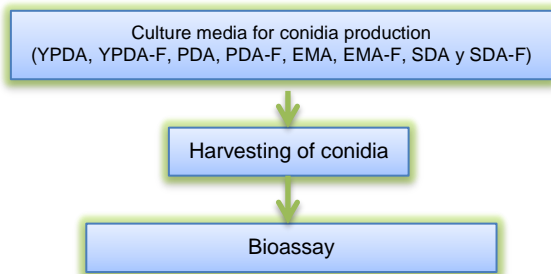 Culture media for conidia production
(YPDA, YPDA-F, PDA, PDA-F, EMA, EMA-F, SDA y SDA-F)
Harvesting of conidia
Bioassay